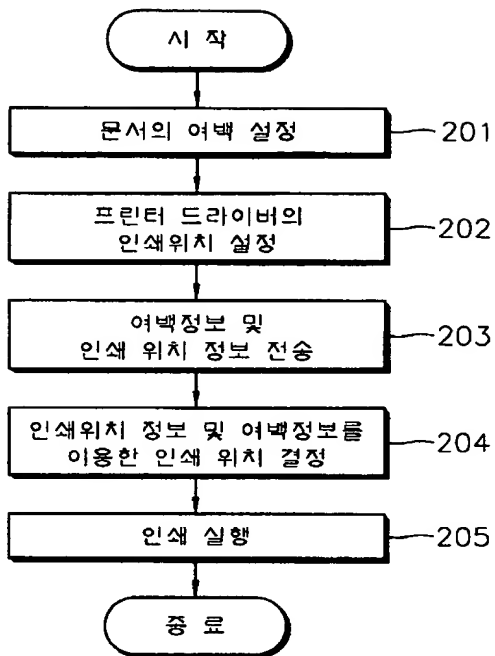 시 작
문서의 여백 설정
201
프린터 드라이버의
인쇄위치 설정
202
여백정보 및
인쇄 위치 정보 전송
203
인쇄위치 정보 및 여백정보를
이용한 인쇄 위치 결정
204
인쇄 실행
205
종 료